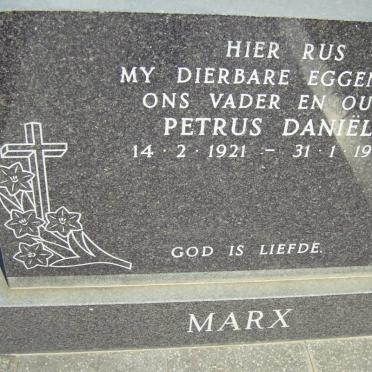 HIER RUS
MY DIERBARE EGGEN
ONS VADER EN OU
PETRUS DANIËL
14 · 2 · 1921 – 31 · 1 · 19
GOD IS LIEFDE.
MARX